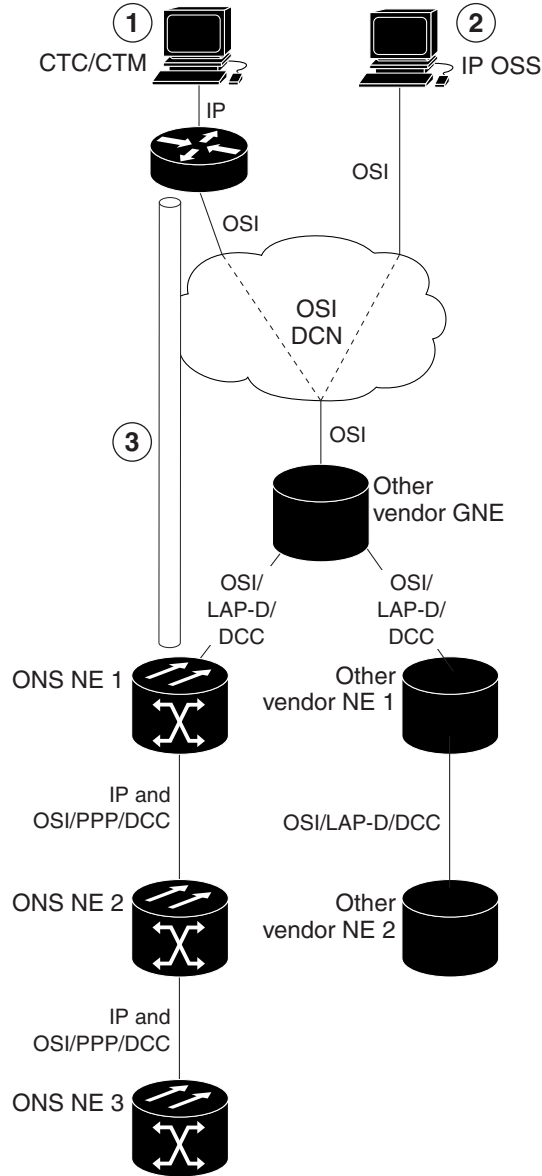 1
2
CTC/CTM
IP OSS
IP
OSI
OSI
OSI
DCN
3
OSI
Other
vendor GNE
OSI/
LAP-D/
DCC
OSI/
LAP-D/
DCC
ONS NE 1
Other
vendor NE 1
IP and
OSI/PPP/DCC
OSI/LAP-D/DCC
ONS NE 2
Other
vendor NE 2
IP and
OSI/PPP/DCC
ONS NE 3